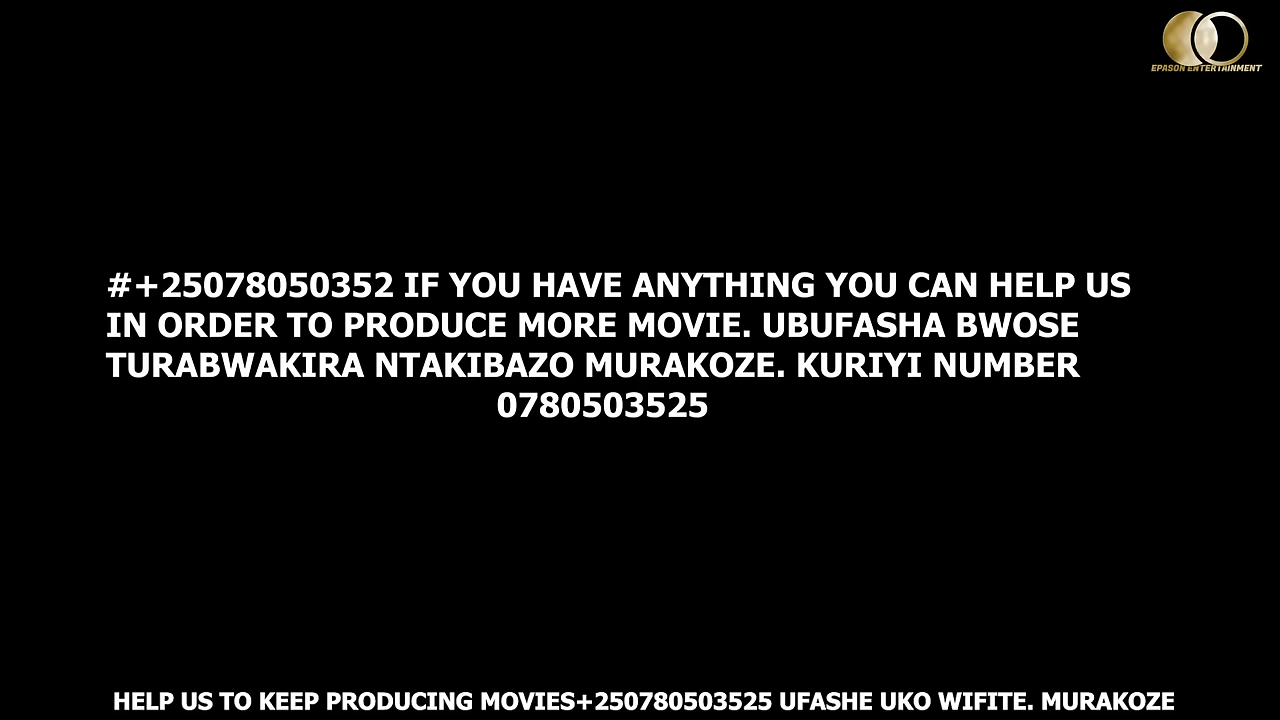 EPASON ENTERTAINMENT
#+25078050352 IF YOU HAVE ANYTHING YOU CAN HELP US
IN ORDER TO PRODUCE MORE MOVIE. UBUFASHA BWOSE
TURABWAKIRA NTAKIBAZO MURAKOZE. KURIYI NUMBER
0780503525
HELP US TO KEEP PRODUCING MOVIES+250780503525 UFASHE UKO WIFITE. MURAKOZE